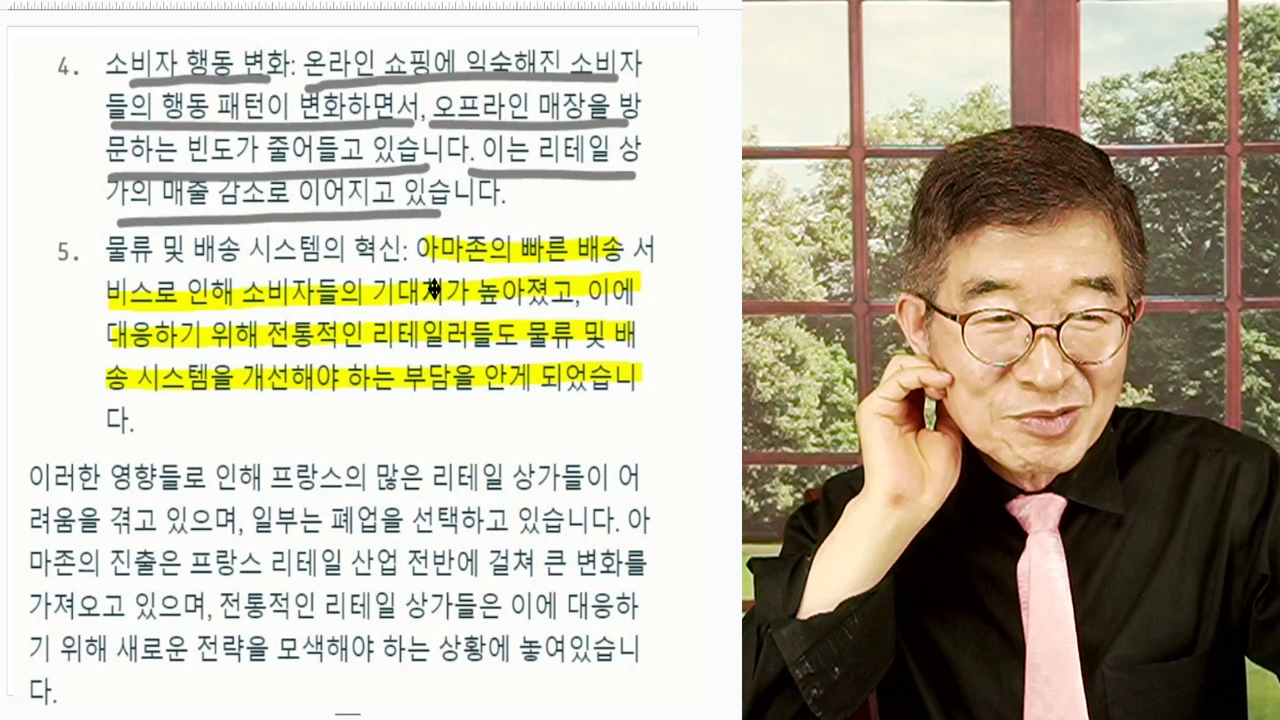 4. 소비자 행동 변화: 온라인 쇼핑에 익숙해진 소비자
들의 행동 패턴이 변화하면서, 오프라인 매장을 방
문하는 빈도가 줄어들고 있습니다. 이는 리테일 상
가의 매출 감소로 이어지고 있습니다.
5. 물류 및 배송 시스템의 혁신: 아마존의 빠른 배송 서
비스로 인해 소비자들의 기대치가 높아졌고, 이에
대응하기 위해 전통적인 리테일러들도 물류 및 배
송 시스템을 개선해야 하는 부담을 안게 되었습니
다.
이러한 영향들로 인해 프랑스의 많은 리테일 상가들이 어
려움을 겪고 있으며, 일부는 폐업을 선택하고 있습니다. 아
마존의 진출은 프랑스 리테일 산업 전반에 걸쳐 큰 변화를
가져오고 있으며, 전통적인 리테일 상가들은 이에 대응하
기 위해 새로운 전략을 모색해야 하는 상황에 놓여있습니
다.